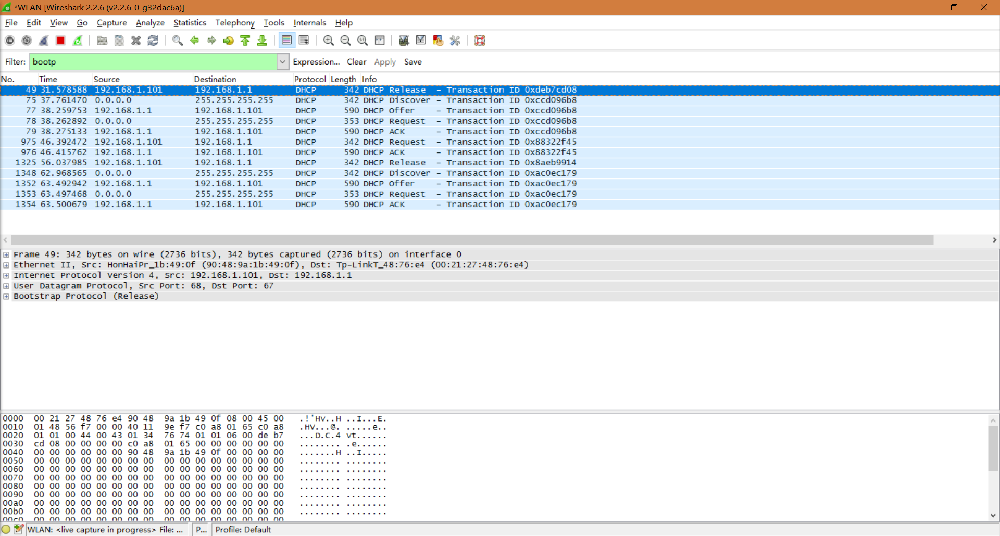 *WLAN [Wireshark 2.2.6 (v2.2.6-0-g32dac6a)]
File Edit View Go Capture Analyze Statistics Telephony Tools Internals Help
Filter: bootp Expression... Clear Apply Save
No. Time Source Destination Protocol Length Info
49 31.578588 192.168.1.101 192.168.1.1 DHCP 342 DHCP Release - Transaction ID 0xdeb7cd08
75 37.761470 0.0.0.0 255.255.255.255 DHCP 342 DHCP Discover - Transaction ID 0xccd096b8
77 38.259753 192.168.1.1 192.168.1.101 DHCP 590 DHCP Offer - Transaction ID 0xccd096b8
78 38.262892 0.0.0.0 255.255.255.255 DHCP 353 DHCP Request - Transaction ID 0xccd096b8
79 38.275133 192.168.1.1 192.168.1.101 DHCP 590 DHCP ACK - Transaction ID 0xccd096b8
975 46.392472 192.168.1.101 192.168.1.1 DHCP 342 DHCP Request - Transaction ID 0x88322f45
976 46.415762 192.168.1.1 192.168.1.101 DHCP 590 DHCP ACK - Transaction ID 0x88322f45
1325 56.037985 192.168.1.101 192.168.1.1 DHCP 342 DHCP Release - Transaction ID 0x8aeb9914
1348 62.968565 0.0.0.0 255.255.255.255 DHCP 342 DHCP Discover - Transaction ID 0xac0ec179
1352 63.492942 192.168.1.1 192.168.1.101 DHCP 590 DHCP Offer - Transaction ID 0xac0ec179
1353 63.497468 0.0.0.0 255.255.255.255 DHCP 353 DHCP Request - Transaction ID 0xac0ec179
1354 63.500679 192.168.1.1 192.168.1.101 DHCP 590 DHCP ACK - Transaction ID 0xac0ec179
Frame 49: 342 bytes on wire (2736 bits), 342 bytes captured (2736 bits) on interface 0
Ethernet II, Src: HonHaiPr_1b:49:0f (90:48:9a:1b:49:0f), Dst: Tp-LinkT_48:76:e4 (00:21:27:48:76:e4)
Internet Protocol Version 4, Src: 192.168.1.101, Dst: 192.168.1.1
User Datagram Protocol, Src Port: 68, Dst Port: 67
Bootstrap Protocol (Release)
0000 00 21 27 48 76 e4 90 48 9a 1b 49 0f 08 00 45 00 .!'Hv..H ..I...E.
0010 01 48 56 f7 00 00 40 11 9e f7 c0 a8 01 65 c0 a8 .HV...@. .....e..
0020 01 01 00 44 00 43 01 34 76 74 01 01 06 00 de b7 ...D.C.4 vt......
0030 cd 08 00 00 00 00 c0 a8 01 65 00 00 00 00 00 00 ........ .e......
0040 00 00 00 00 00 00 90 48 9a 1b 49 0f 00 00 00 00 .......H ..I.....
0050 00 00 00 00 00 00 00 00 00 00 00 00 00 00 00 00 ........ ........
0060 00 00 00 00 00 00 00 00 00 00 00 00 00 00 00 00 ........ ........
0070 00 00 00 00 00 00 00 00 00 00 00 00 00 00 00 00 ........ ........
0080 00 00 00 00 00 00 00 00 00 00 00 00 00 00 00 00 ........ ........
0090 00 00 00 00 00 00 00 00 00 00 00 00 00 00 00 00 ........ ........
00a0 00 00 00 00 00 00 00 00 00 00 00 00 00 00 00 00 ........ ........
00b0 00 00 00 00 00 00 00 00 00 00 00 00 00 00 00 00 ........ ........
00c0 00 00 00 00 00 00 00 00 00 00 00 00 00 00 00 00
WLAN: <live capture in progress> File: ... P... Profile: Default